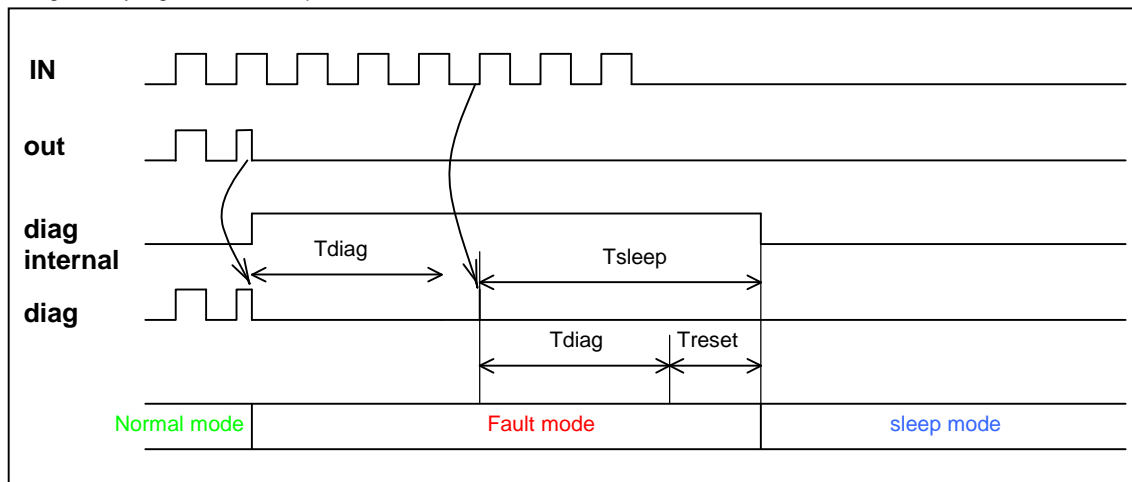 IN
out
diag
internal
Tdiag
Tsleep
diag
Tdiag
Treset
Normal mode
Fault mode
sleep mode